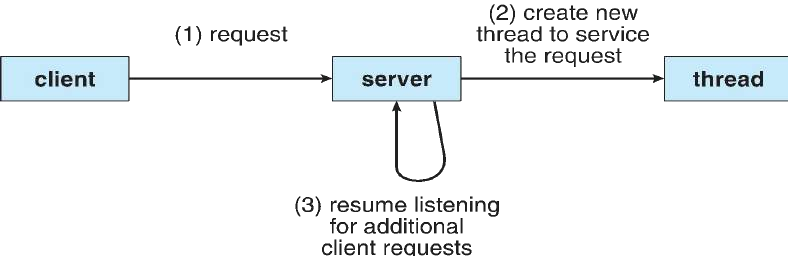 (1) request
(2) create new
thread to service
the request
client
server
thread
(3) resume listening
for additional
client requests